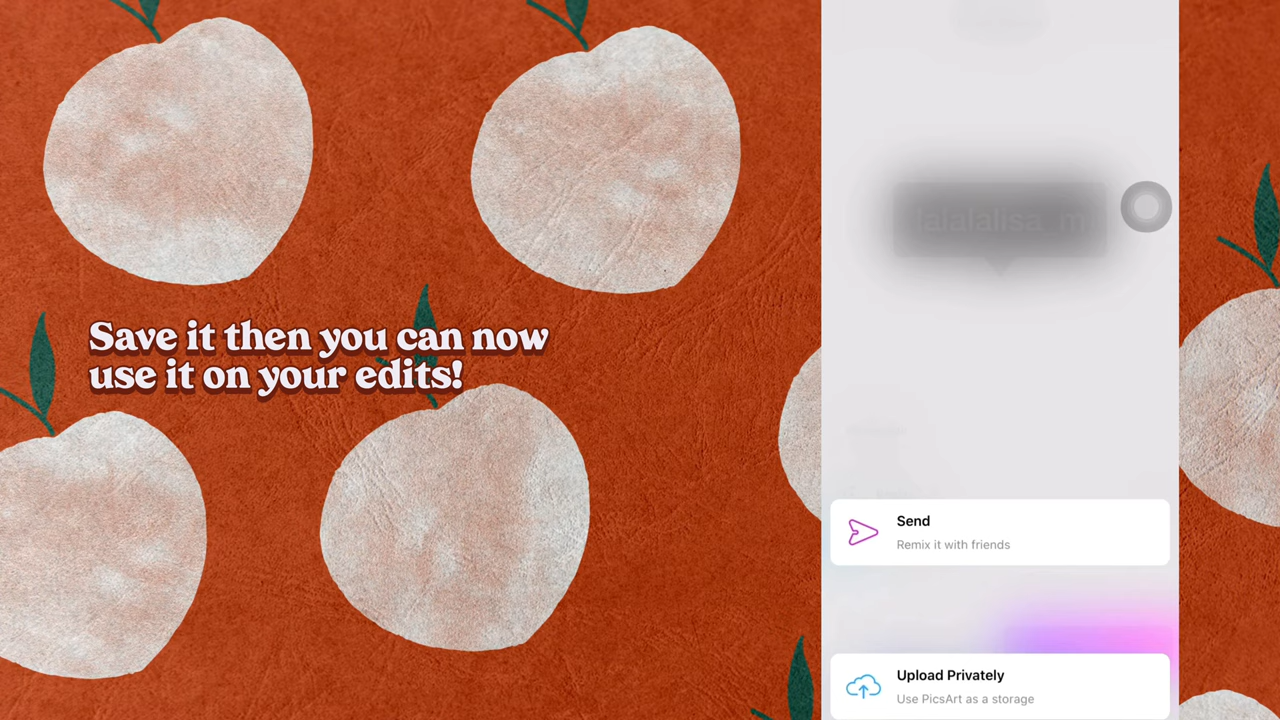 Save it then you can now
use it on your edits!
lalalalisa_m
Send
Remix it with friends
Upload Privately
Use PicsArt as a storage